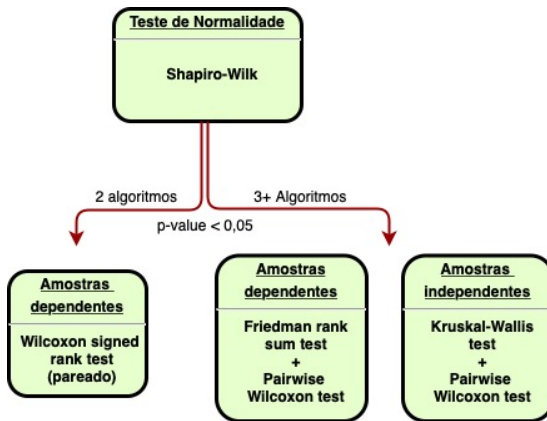 Teste de Normalidade
Shapiro-Wilk
2 algoritmos
3+ Algoritmos
p-value < 0,05
Amostras
dependentes
Wilcoxon signed
rank test
(pareado)
Amostras
dependentes
Friedman rank
sum test
+
Pairwise
Wilcoxon test
Amostras
independentes
Kruskal-Wallis
test
+
Pairwise
Wilcoxon test